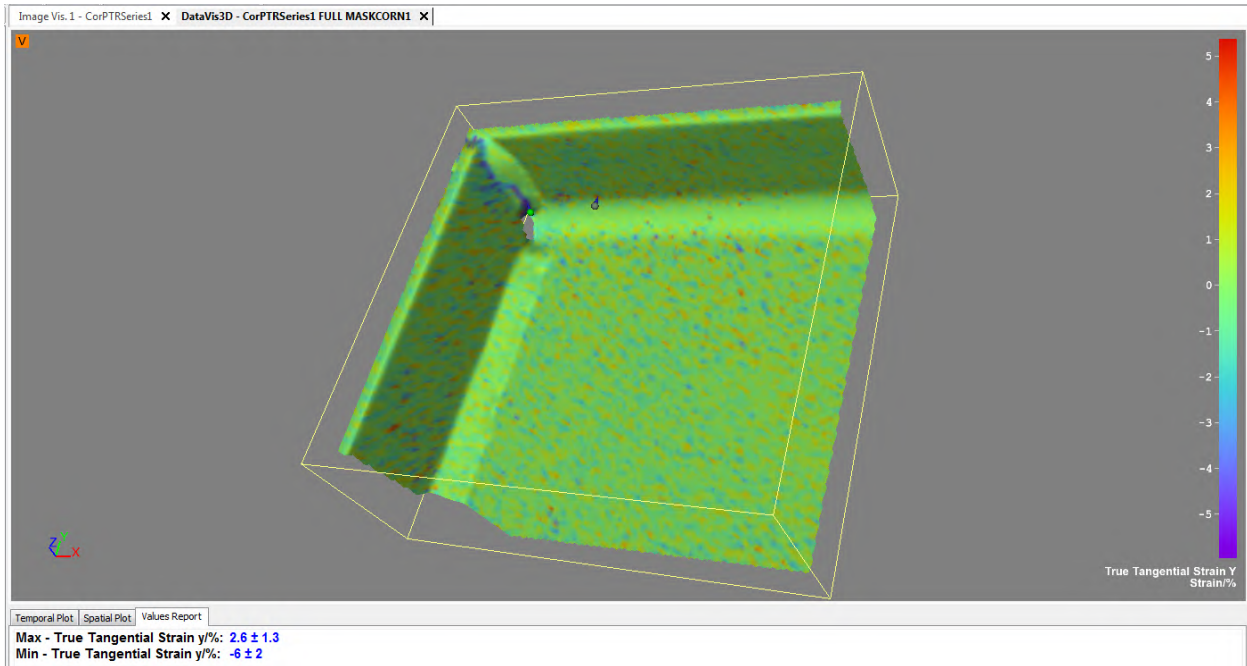 Image Vis. 1 - CorPTRSeries1 X DataVis3D - CorPTRSeries1 FULL MASKCORN1 X
V
5
4
3
2
1
0
-1
-2
-3
-4
-5
True Tangential Strain Y
Strain/%
Z Y X
Temporal Plot Spatial Plot Values Report
Max - True Tangential Strain y/%: 2.6 ± 1.3
Min - True Tangential Strain y/%: -6 ± 2